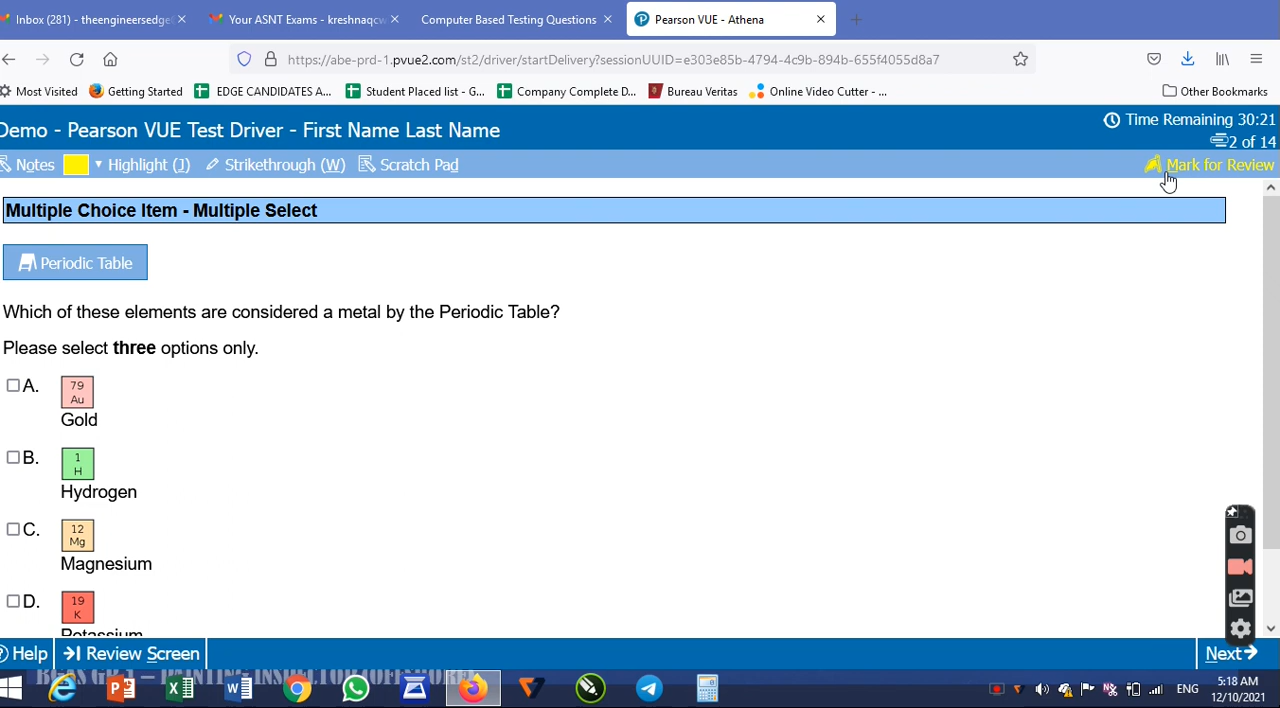 Inbox (281) - theengineersedge
Your ASNT Exams - kreshnaqcw
Computer Based Testing Questions
Pearson VUE - Athena
https://abe-prd-1.pvue2.com/st2/driver/startDelivery?sessionUUID=e303e85b-4794-4c9b-894b-655f4055d8a7
Most Visited
Getting Started
EDGE CANDIDATES A...
Student Placed list - G...
Company Complete D...
Bureau Veritas
Online Video Cutter - ...
Other Bookmarks
Demo - Pearson VUE Test Driver - First Name Last Name
Time Remaining 30:21
2 of 14
Notes
Highlight (J)
Strikethrough (W)
Scratch Pad
Mark for Review
Multiple Choice Item - Multiple Select
Periodic Table
Which of these elements are considered a metal by the Periodic Table?
Please select three options only.
A.
79
Au
Gold
B.
1
H
Hydrogen
C.
12
Mg
Magnesium
D.
19
K
Potassium
Help
Review Screen
Next
ENG
5:18 AM
12/10/2021